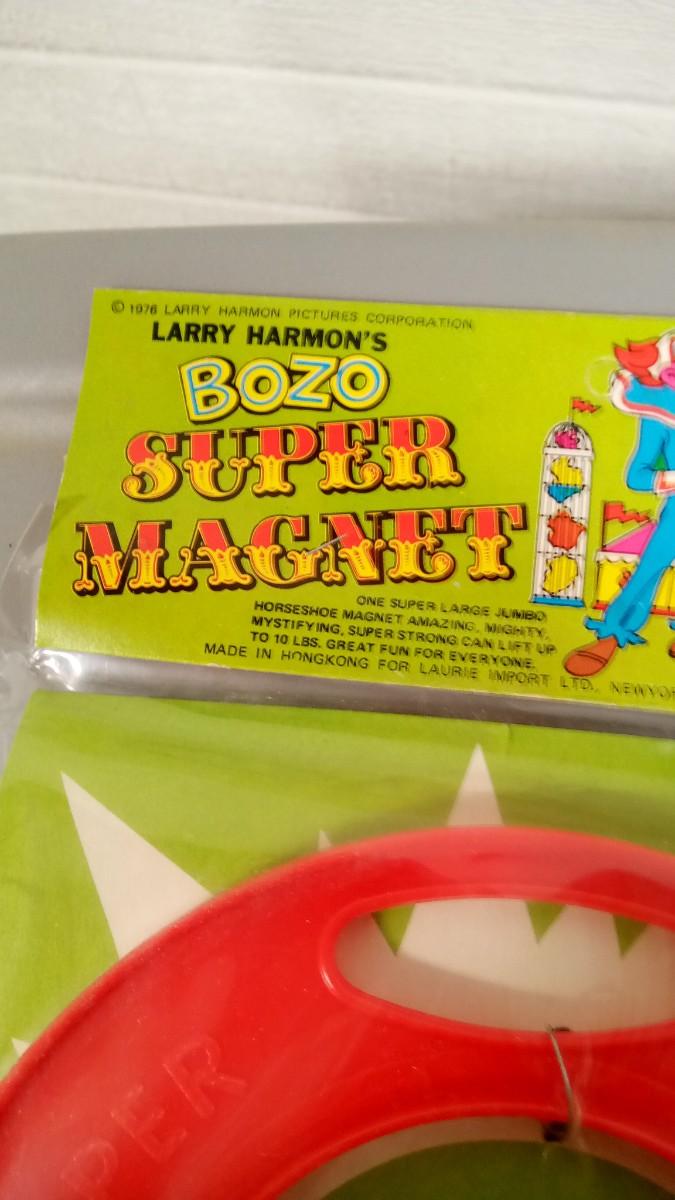 © 1976 LARRY HARMON PICTURES CORPORATION
LARRY HARMON'S
BOZO
SUPER
MAGNET
ONE SUPER LARGE JUMBO
HORSESHOE MAGNET AMAZING, MIGHTY,
MYSTIFYING, SUPER STRONG CAN LIFT UP
TO 10 LBS. GREAT FUN FOR EVERYONE.
MADE IN HONGKONG FOR LAURIE IMPORT LTD., NEWYOR
PER